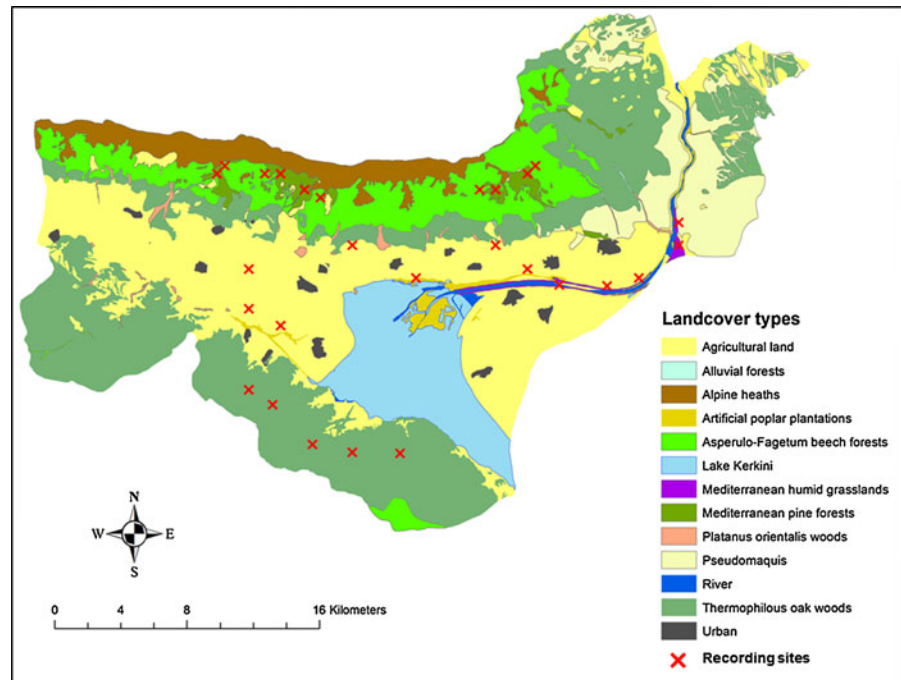 Landcover types
Agricultural land
Alluvial forests
Alpine heaths
Artificial poplar plantations
Asperulo-Fagetum beech forests
Lake Kerkini
Mediterranean humid grasslands
Mediterranean pine forests
Platanus orientalis woods
Pseudomaquis
River
Thermophilous oak woods
Urban
Recording sites
N
W E
S
0 4 8 16 Kilometers